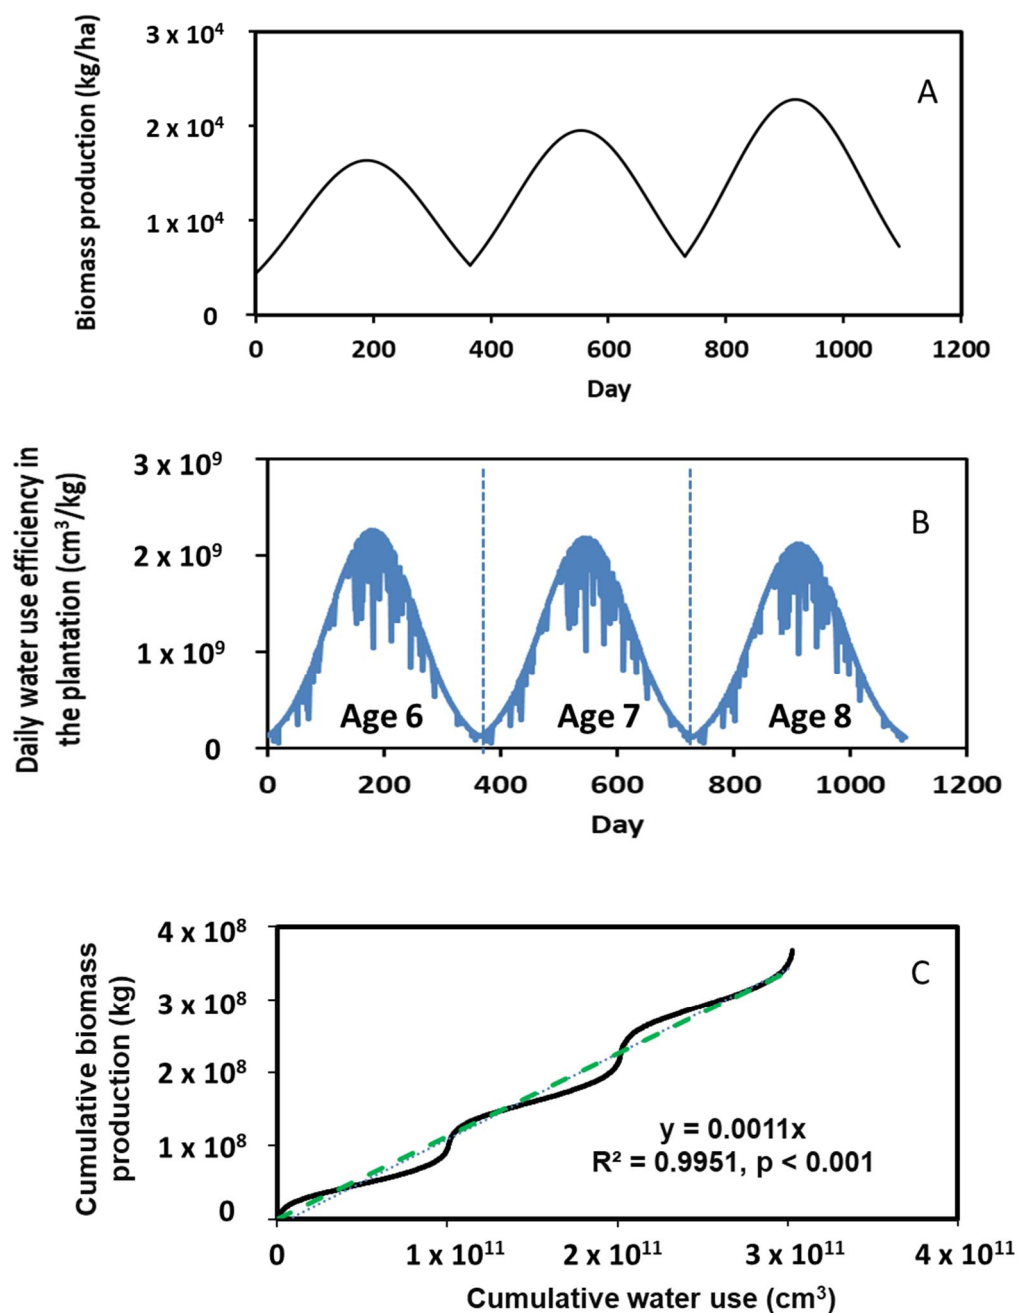 Biomass production (kg/ha)
3 x 10⁴
2 x 10⁴
1 x 10⁴
0
A
0 200 400 600 800 1000 1200
Day
Daily water use efficiency in
the plantation (cm³/kg)
3 x 10⁹
2 x 10⁹
1 x 10⁹
0
B
Age 6 Age 7 Age 8
0 200 400 600 800 1000 1200
Day
Cumulative biomass
production (kg)
4 x 10⁸
3 x 10⁸
2 x 10⁸
1 x 10⁸
0
C
y = 0.0011x
R² = 0.9951, p < 0.001
0 1 x 10¹¹ 2 x 10¹¹ 3 x 10¹¹ 4 x 10¹¹
Cumulative water use (cm³)